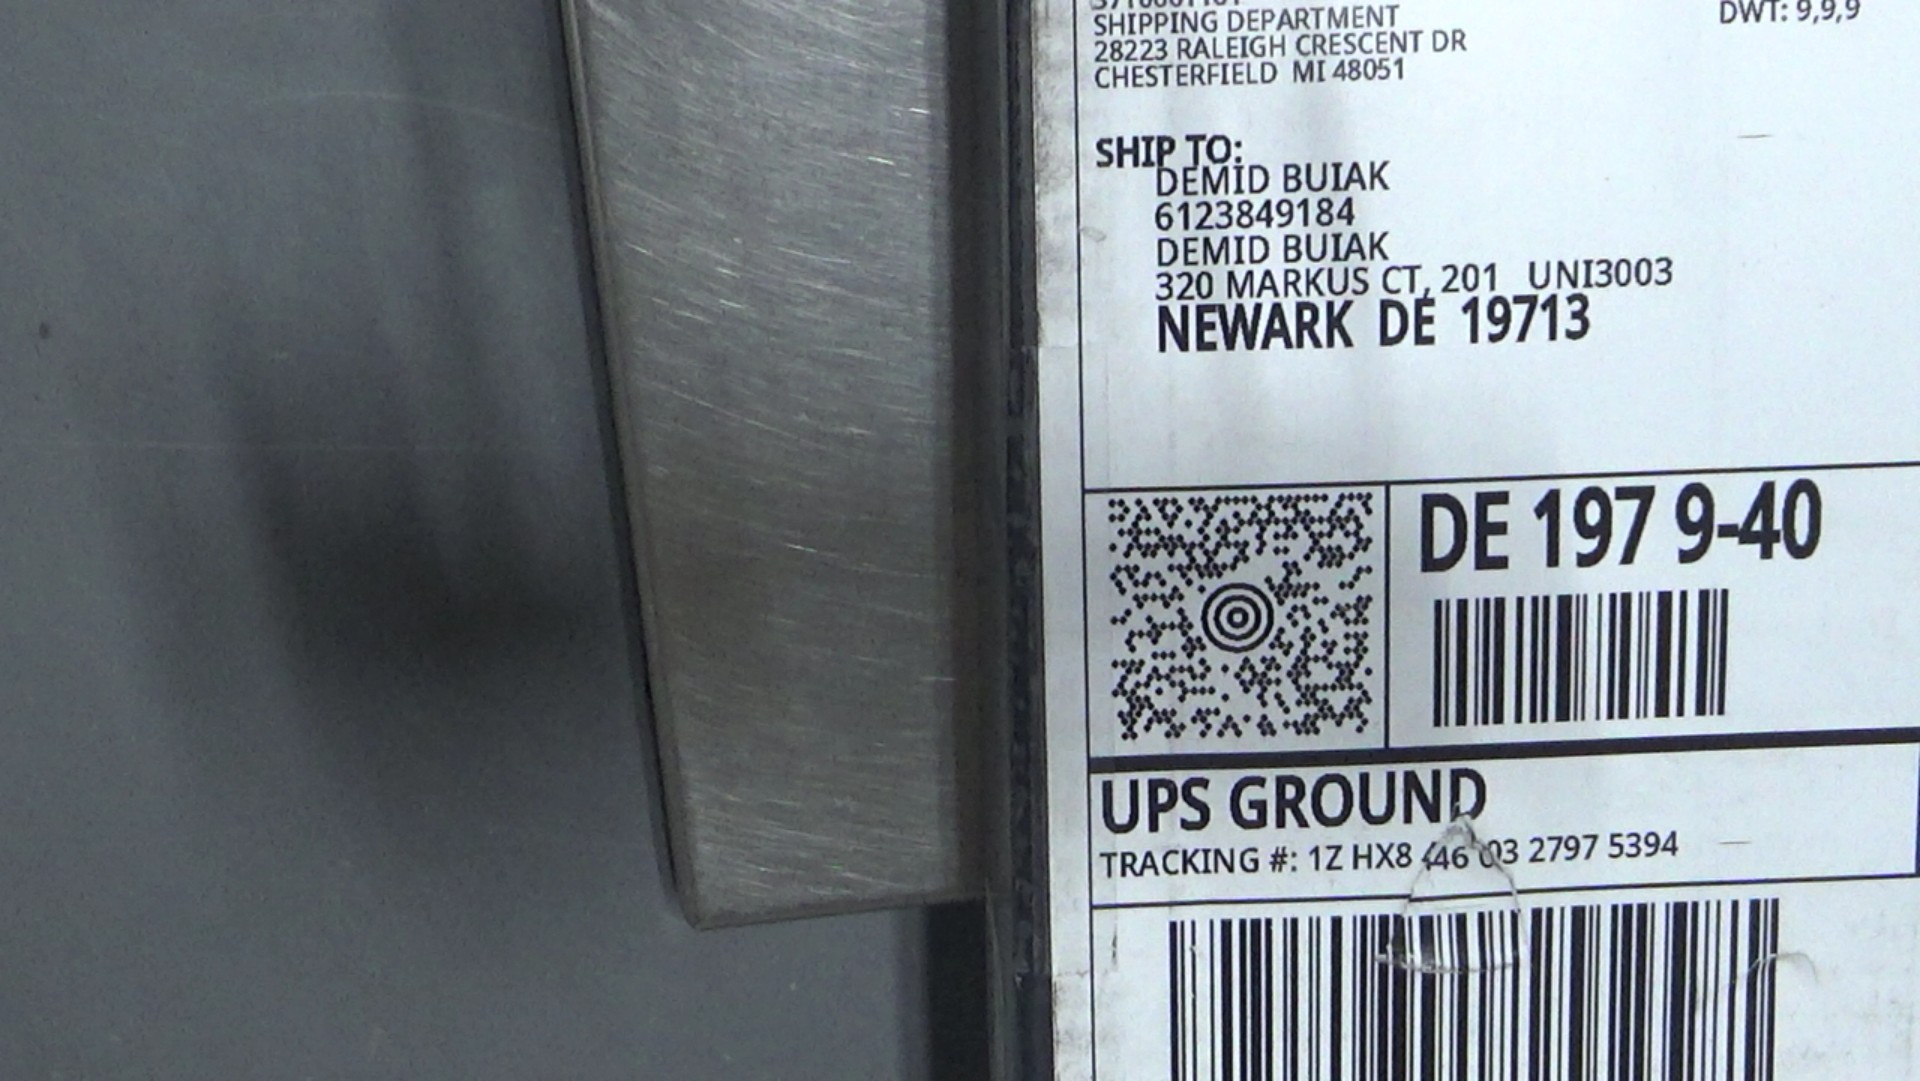 SHIPPING DEPARTMENT
DWT: 9,9,9
28223 RALEIGH CRESCENT DR
CHESTERFIELD MI 48051
SHIP TO:
DEMID BUIAK
6123849184
DEMID BUIAK
320 MARKUS CT, 201 UNI3003
NEWARK DE 19713
DE 197 9-40
UPS GROUND
TRACKING #: 1Z HX8 446 03 2797 5394